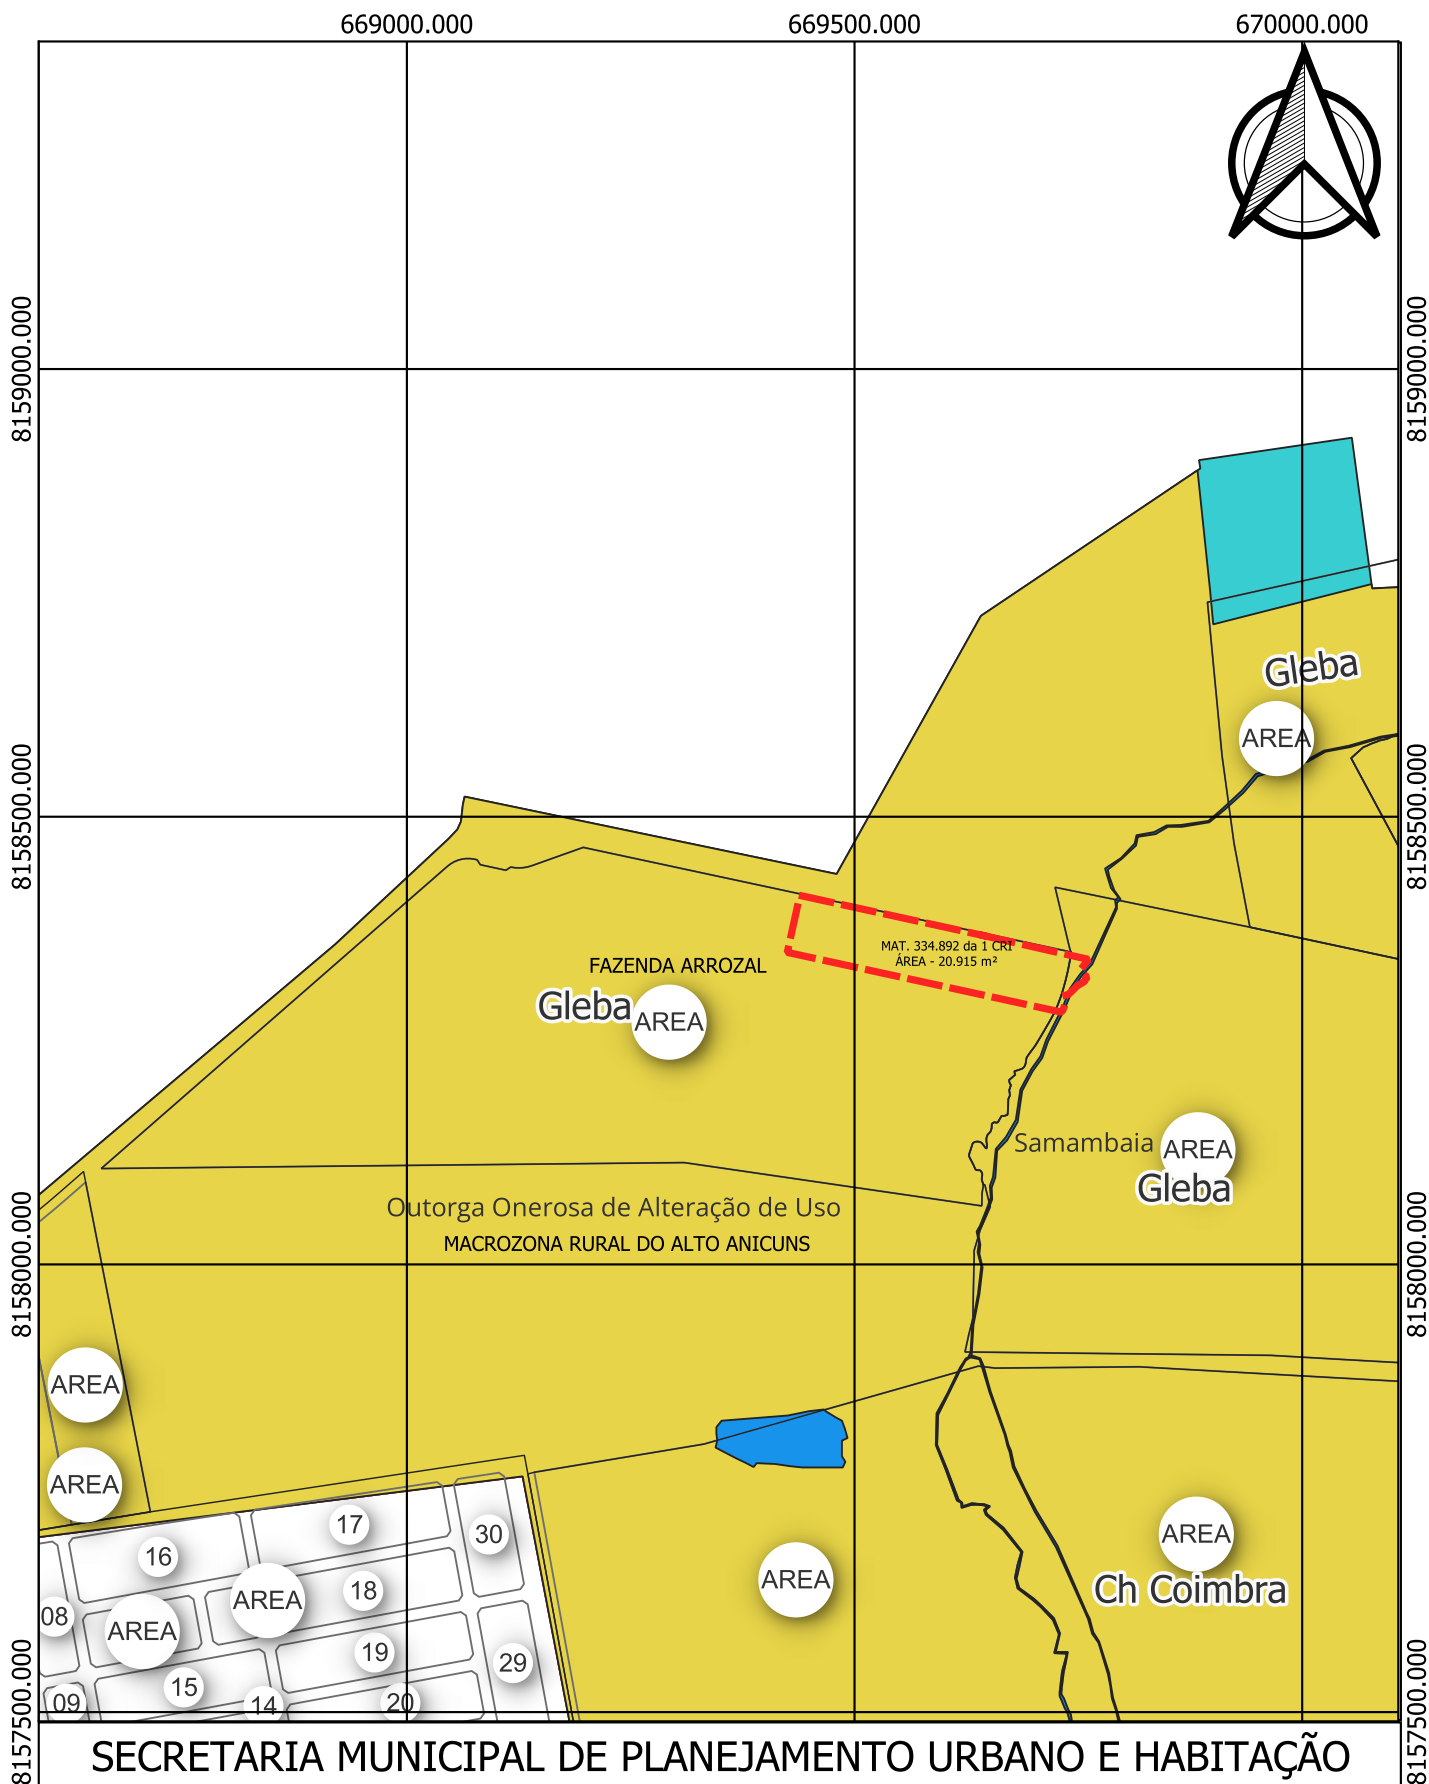 669000.000
669500.000
670000.000
8159000.000
8159000.000
Gleba
AREA
8158500.000
8158500.000
MAT. 334.892 da 1 CRI
ÁREA - 20.915 m²
FAZENDA ARROZAL
Gleba
AREA
Samambaia
AREA
Gleba
Outorga Onerosa de Alteração de Uso
MACROZONA RURAL DO ALTO ANICUNS
8158000.000
8158000.000
AREA
AREA
17
30
16
AREA
Ch Coimbra
AREA
18
AREA
08
AREA
19
29
15
09
14
20
8157500.000
8157500.000
SECRETARIA MUNICIPAL DE PLANEJAMENTO URBANO E HABITAÇÃO